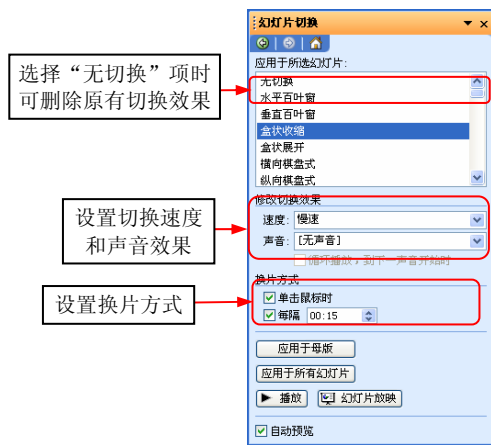 幻灯片切换
应用于所选幻灯片:
无切换
水平百叶窗
垂直百叶窗
盒状收缩
盒状展开
横向棋盘式
纵向棋盘式
选择“无切换”项时
可删除原有切换效果
修改切换效果
速度: 慢速
声音: [无声音]
循环播放，到下一声音开始时
设置切换速度
和声音效果
换片方式
单击鼠标时
每隔 00:15
设置换片方式
应用于母版
应用于所有幻灯片
播放 幻灯片放映
自动预览